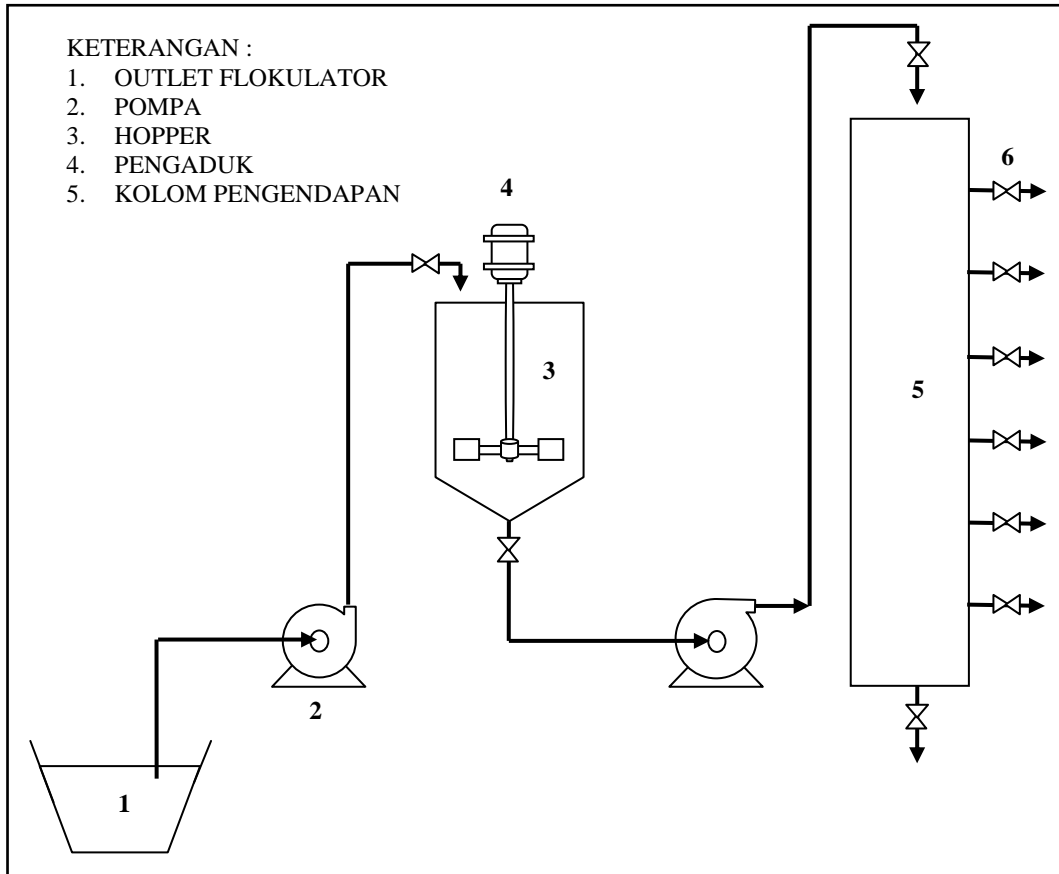 KETERANGAN :
1. OUTLET FLOKULATOR
2. POMPA
3. HOPPER
4. PENGADUK
5. KOLOM PENGENDAPAN
6
4
3
5
2
1